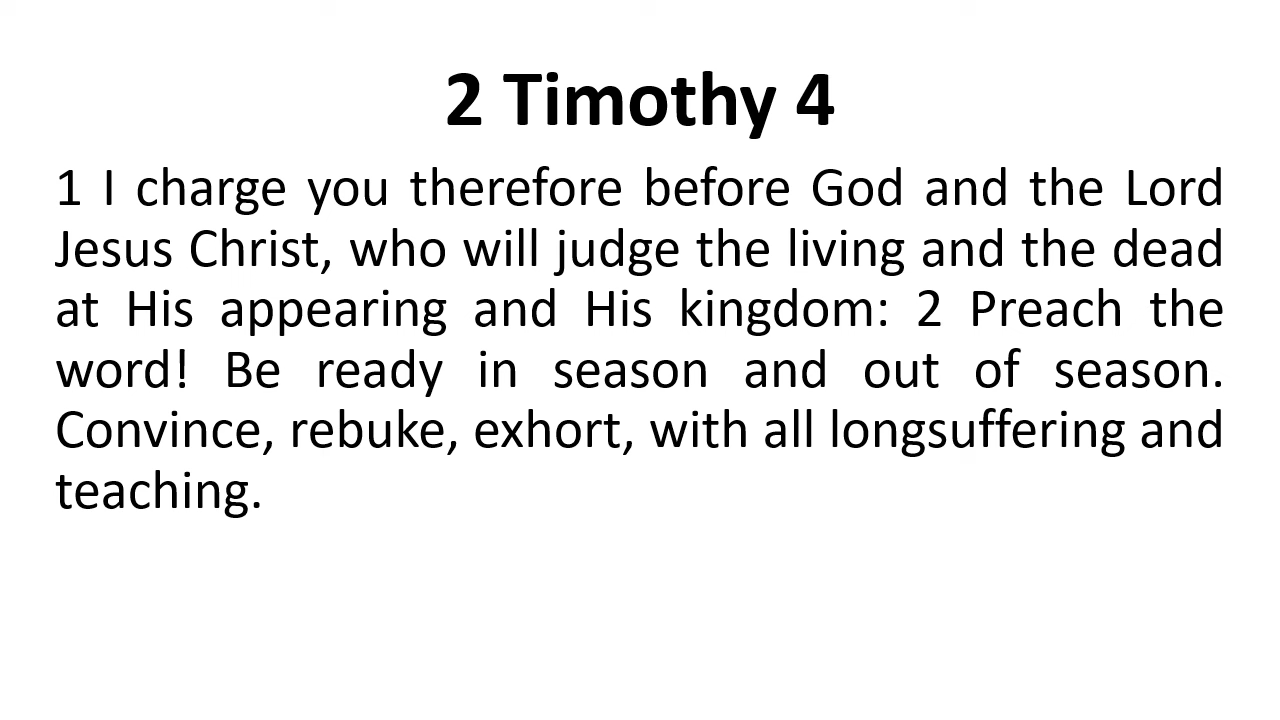 2 Timothy 4
1 I charge you therefore before God and the Lord
Jesus Christ, who will judge the living and the dead
at His appearing and His kingdom: 2 Preach the
word! Be ready in season and out of season.
Convince, rebuke, exhort, with all longsuffering and
teaching.